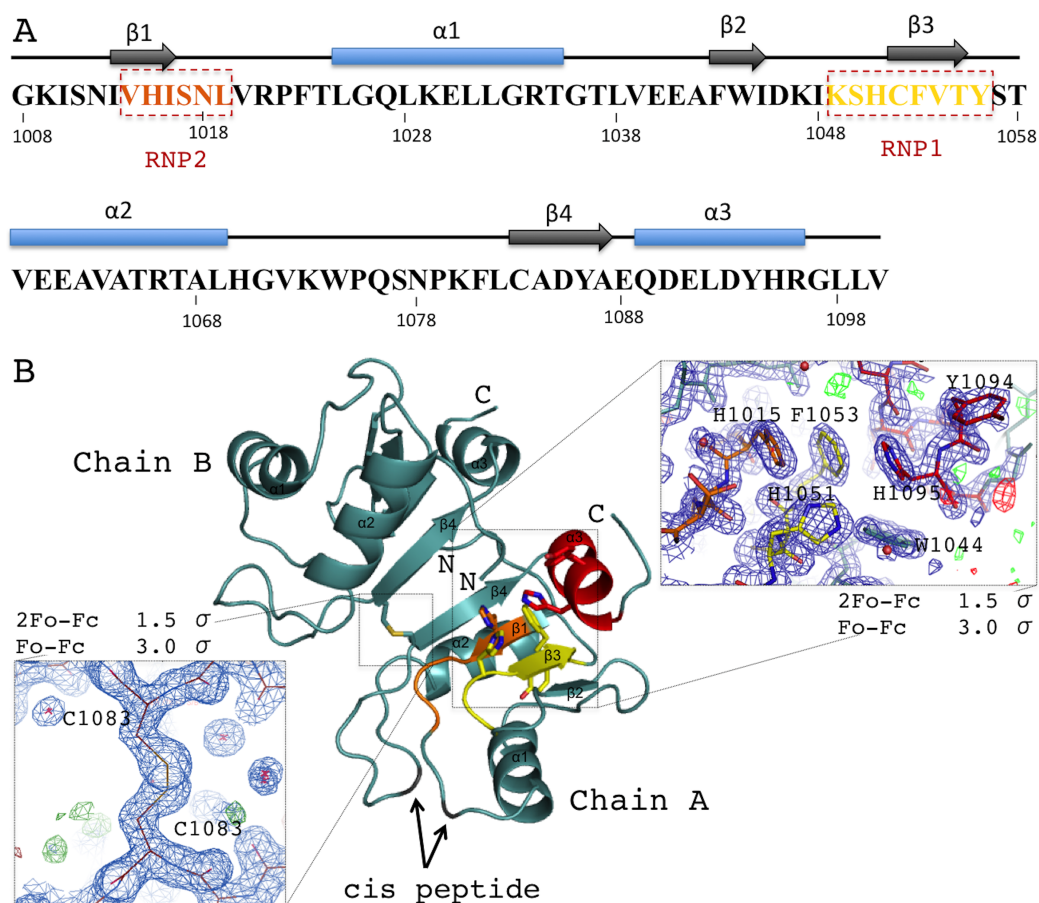 A
β1 α1 β2 β3
GKISNIVHISNLVRPFTLGQLKELLGRTGTLVEEAFWIDKIKSHCFVTYST
1008 1018 1028 1038 1048 1058
RNP2 RNP1
α2 β4 α3
VEEAVATRTALHGVKWPQSNPKFLCADYAEQDELDYHRGLLV
1068 1078 1088 1098
B
C
Chain B
α1
α3
α2
β4
N
N
C
α3
β4
β1
α2
β3
β2
α1
Chain A
cis peptide
H1015 F1053 Y1094
H1051 H1095
W1044
2Fo-Fc 1.5 σ
Fo-Fc 3.0 σ
2Fo-Fc 1.5 σ
Fo-Fc 3.0 σ
C1083
C1083